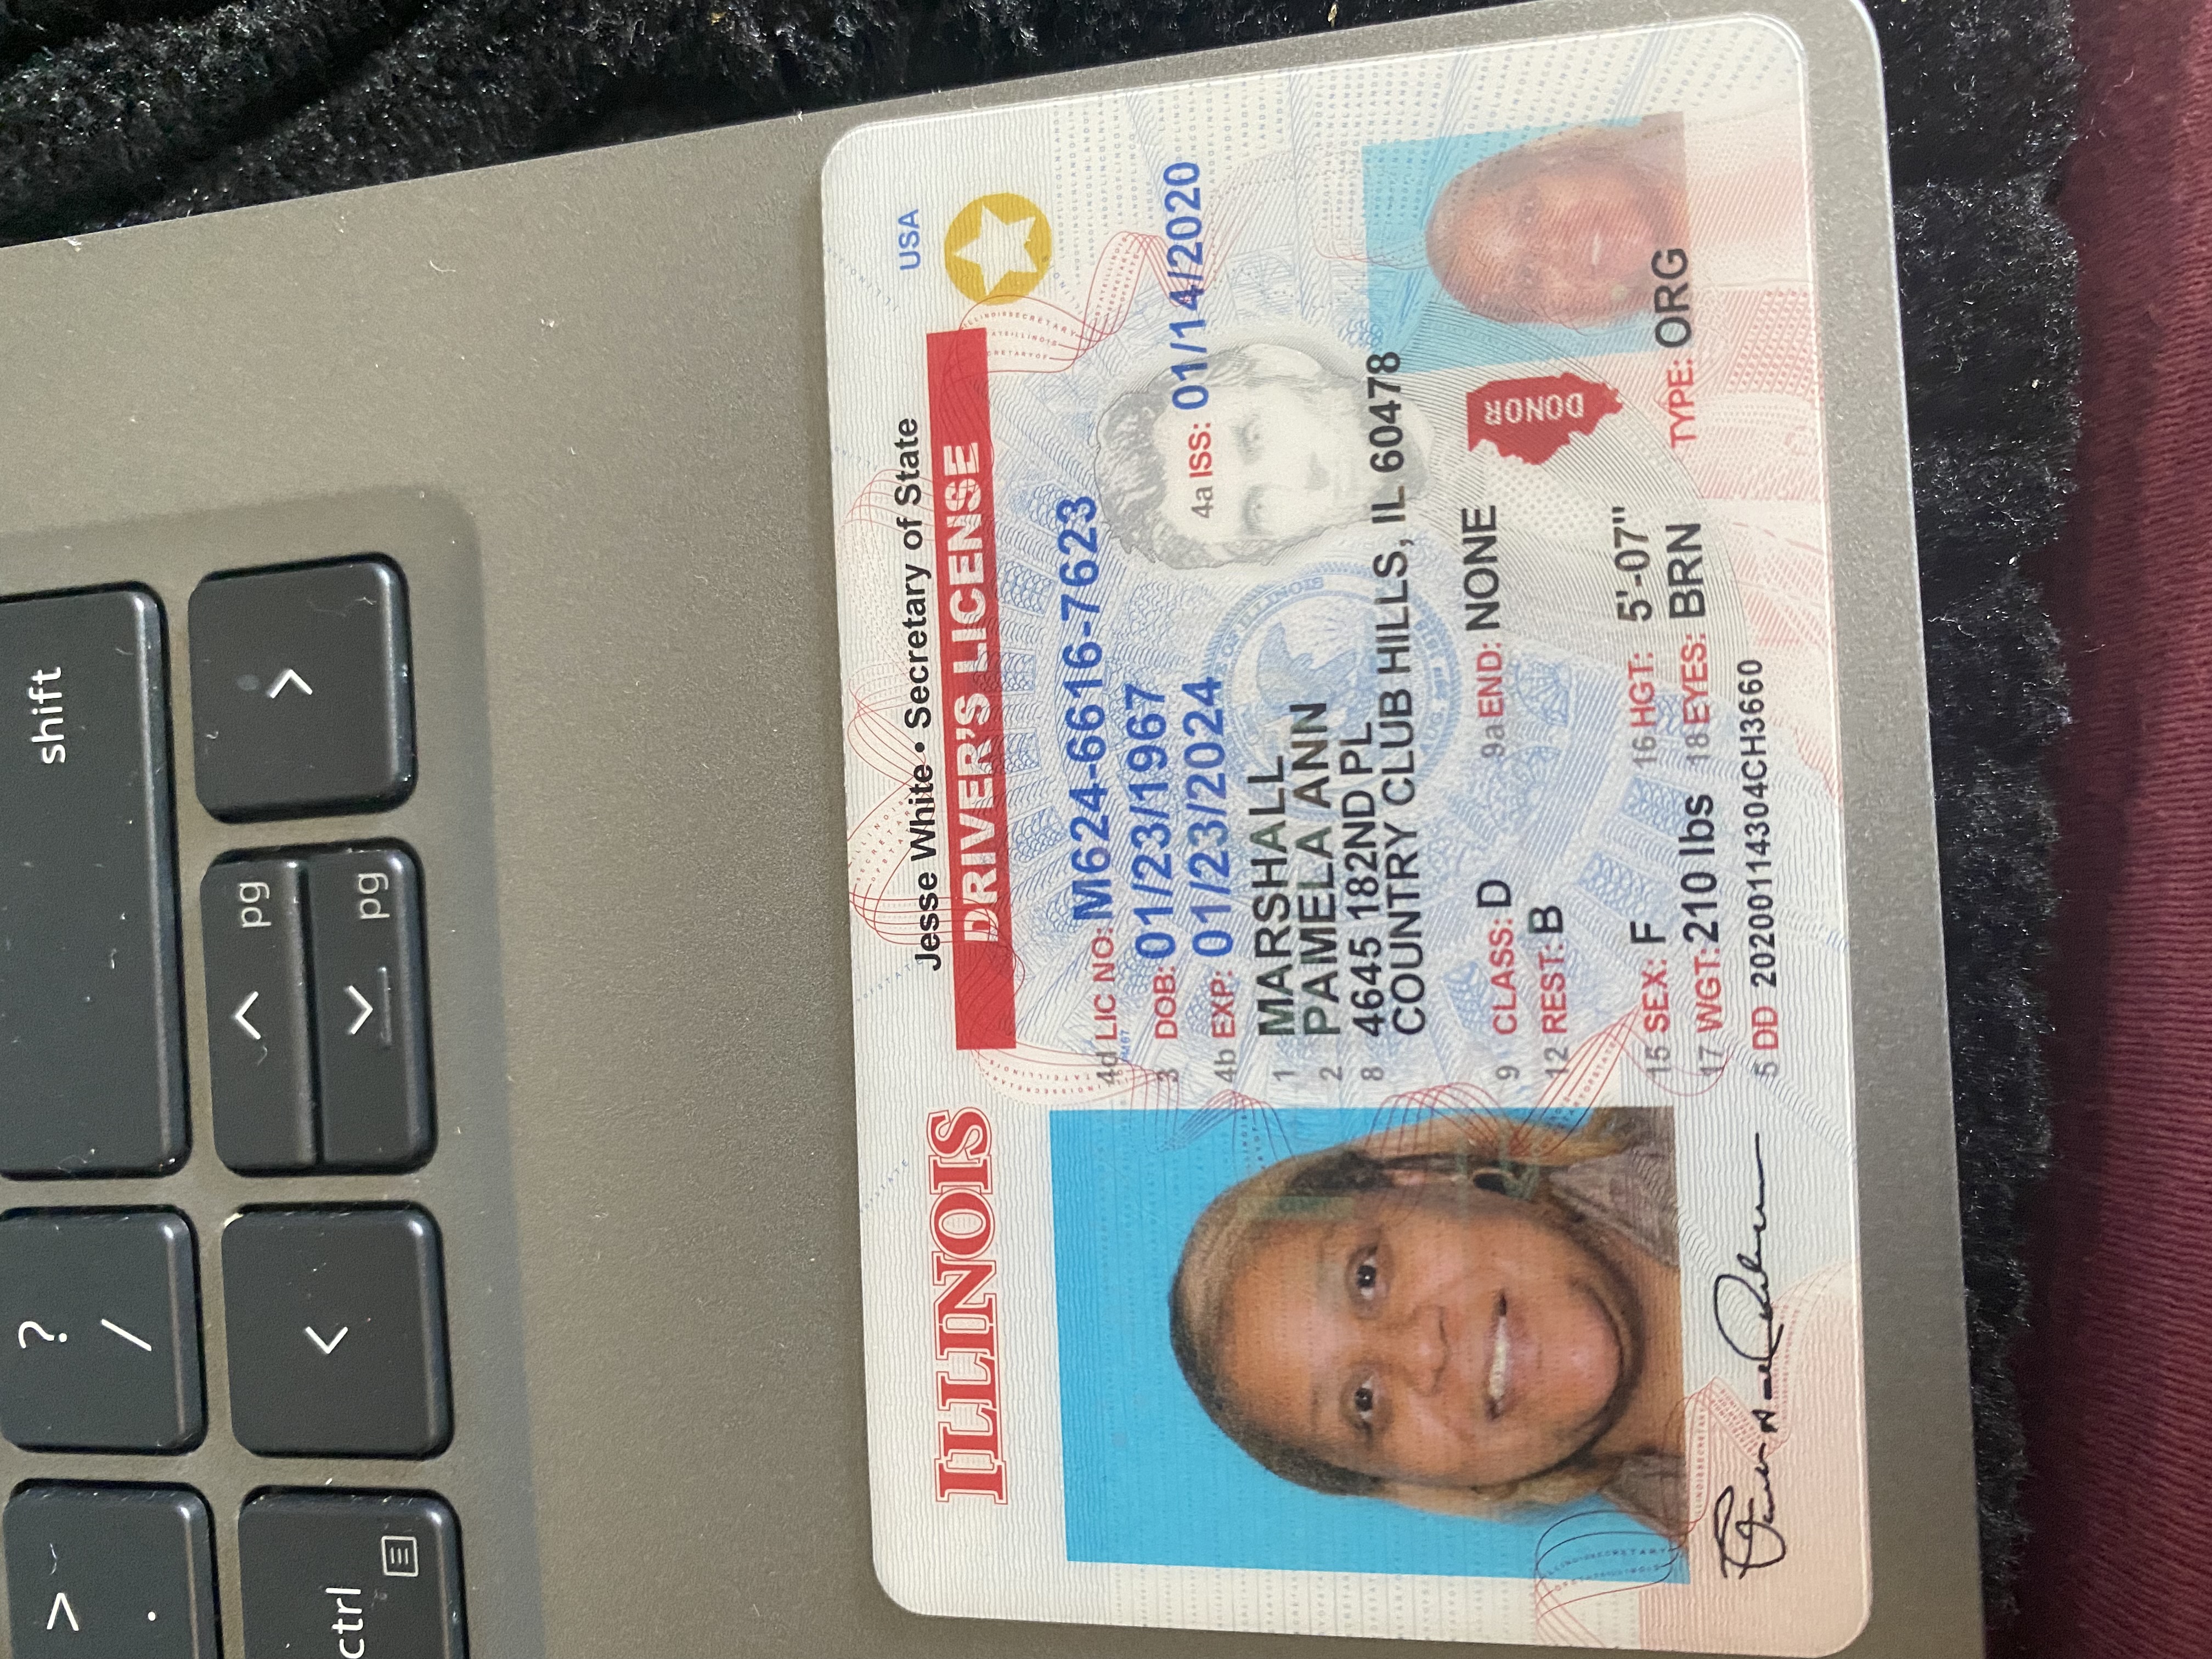 > ?
. /
shift
ctrl < ^ pg >
pg
Jesse White • Secretary of State
USA
ILLINOIS
DRIVER'S LICENSE
4d LIC NO: M624-6616-7623
3 DOB: 01/23/1967
4b EXP: 01/23/2024 4a ISS: 01/14/2020
1 MARSHALL
2 PAMELA ANN
8 4645 182ND PL
COUNTRY CLUB HILLS, IL 60478
9 CLASS: D 9a END: NONE
12 REST: B
DONOR
15 SEX: F 16 HGT: 5'-07"
17 WGT: 210 lbs 18 EYES: BRN TYPE: ORG
5 DD 20200114304CH3660